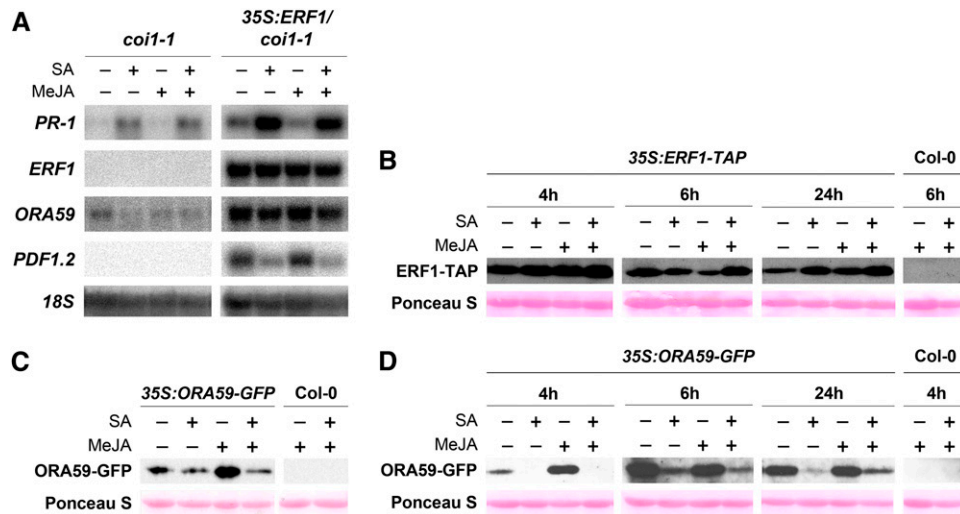 A
coi1-1
35S:ERF1/
coi1-1
SA – + – + – + – +
MeJA – – + + – – + +
PR-1
ERF1
ORA59
PDF1.2
18S
B
35S:ERF1-TAP Col-0
4h 6h 24h 6h
SA – + – + – + – + – + – + – +
MeJA – – + + – – + + – – + + + +
ERF1-TAP
Ponceau S
C
35S:ORA59-GFP Col-0
SA – + – + – +
MeJA – – + + + +
ORA59-GFP
Ponceau S
D
35S:ORA59-GFP Col-0
4h 6h 24h 4h
SA – + – + – + – + – + – + – +
MeJA – – + + – – + + – – + + + +
ORA59-GFP
Ponceau S